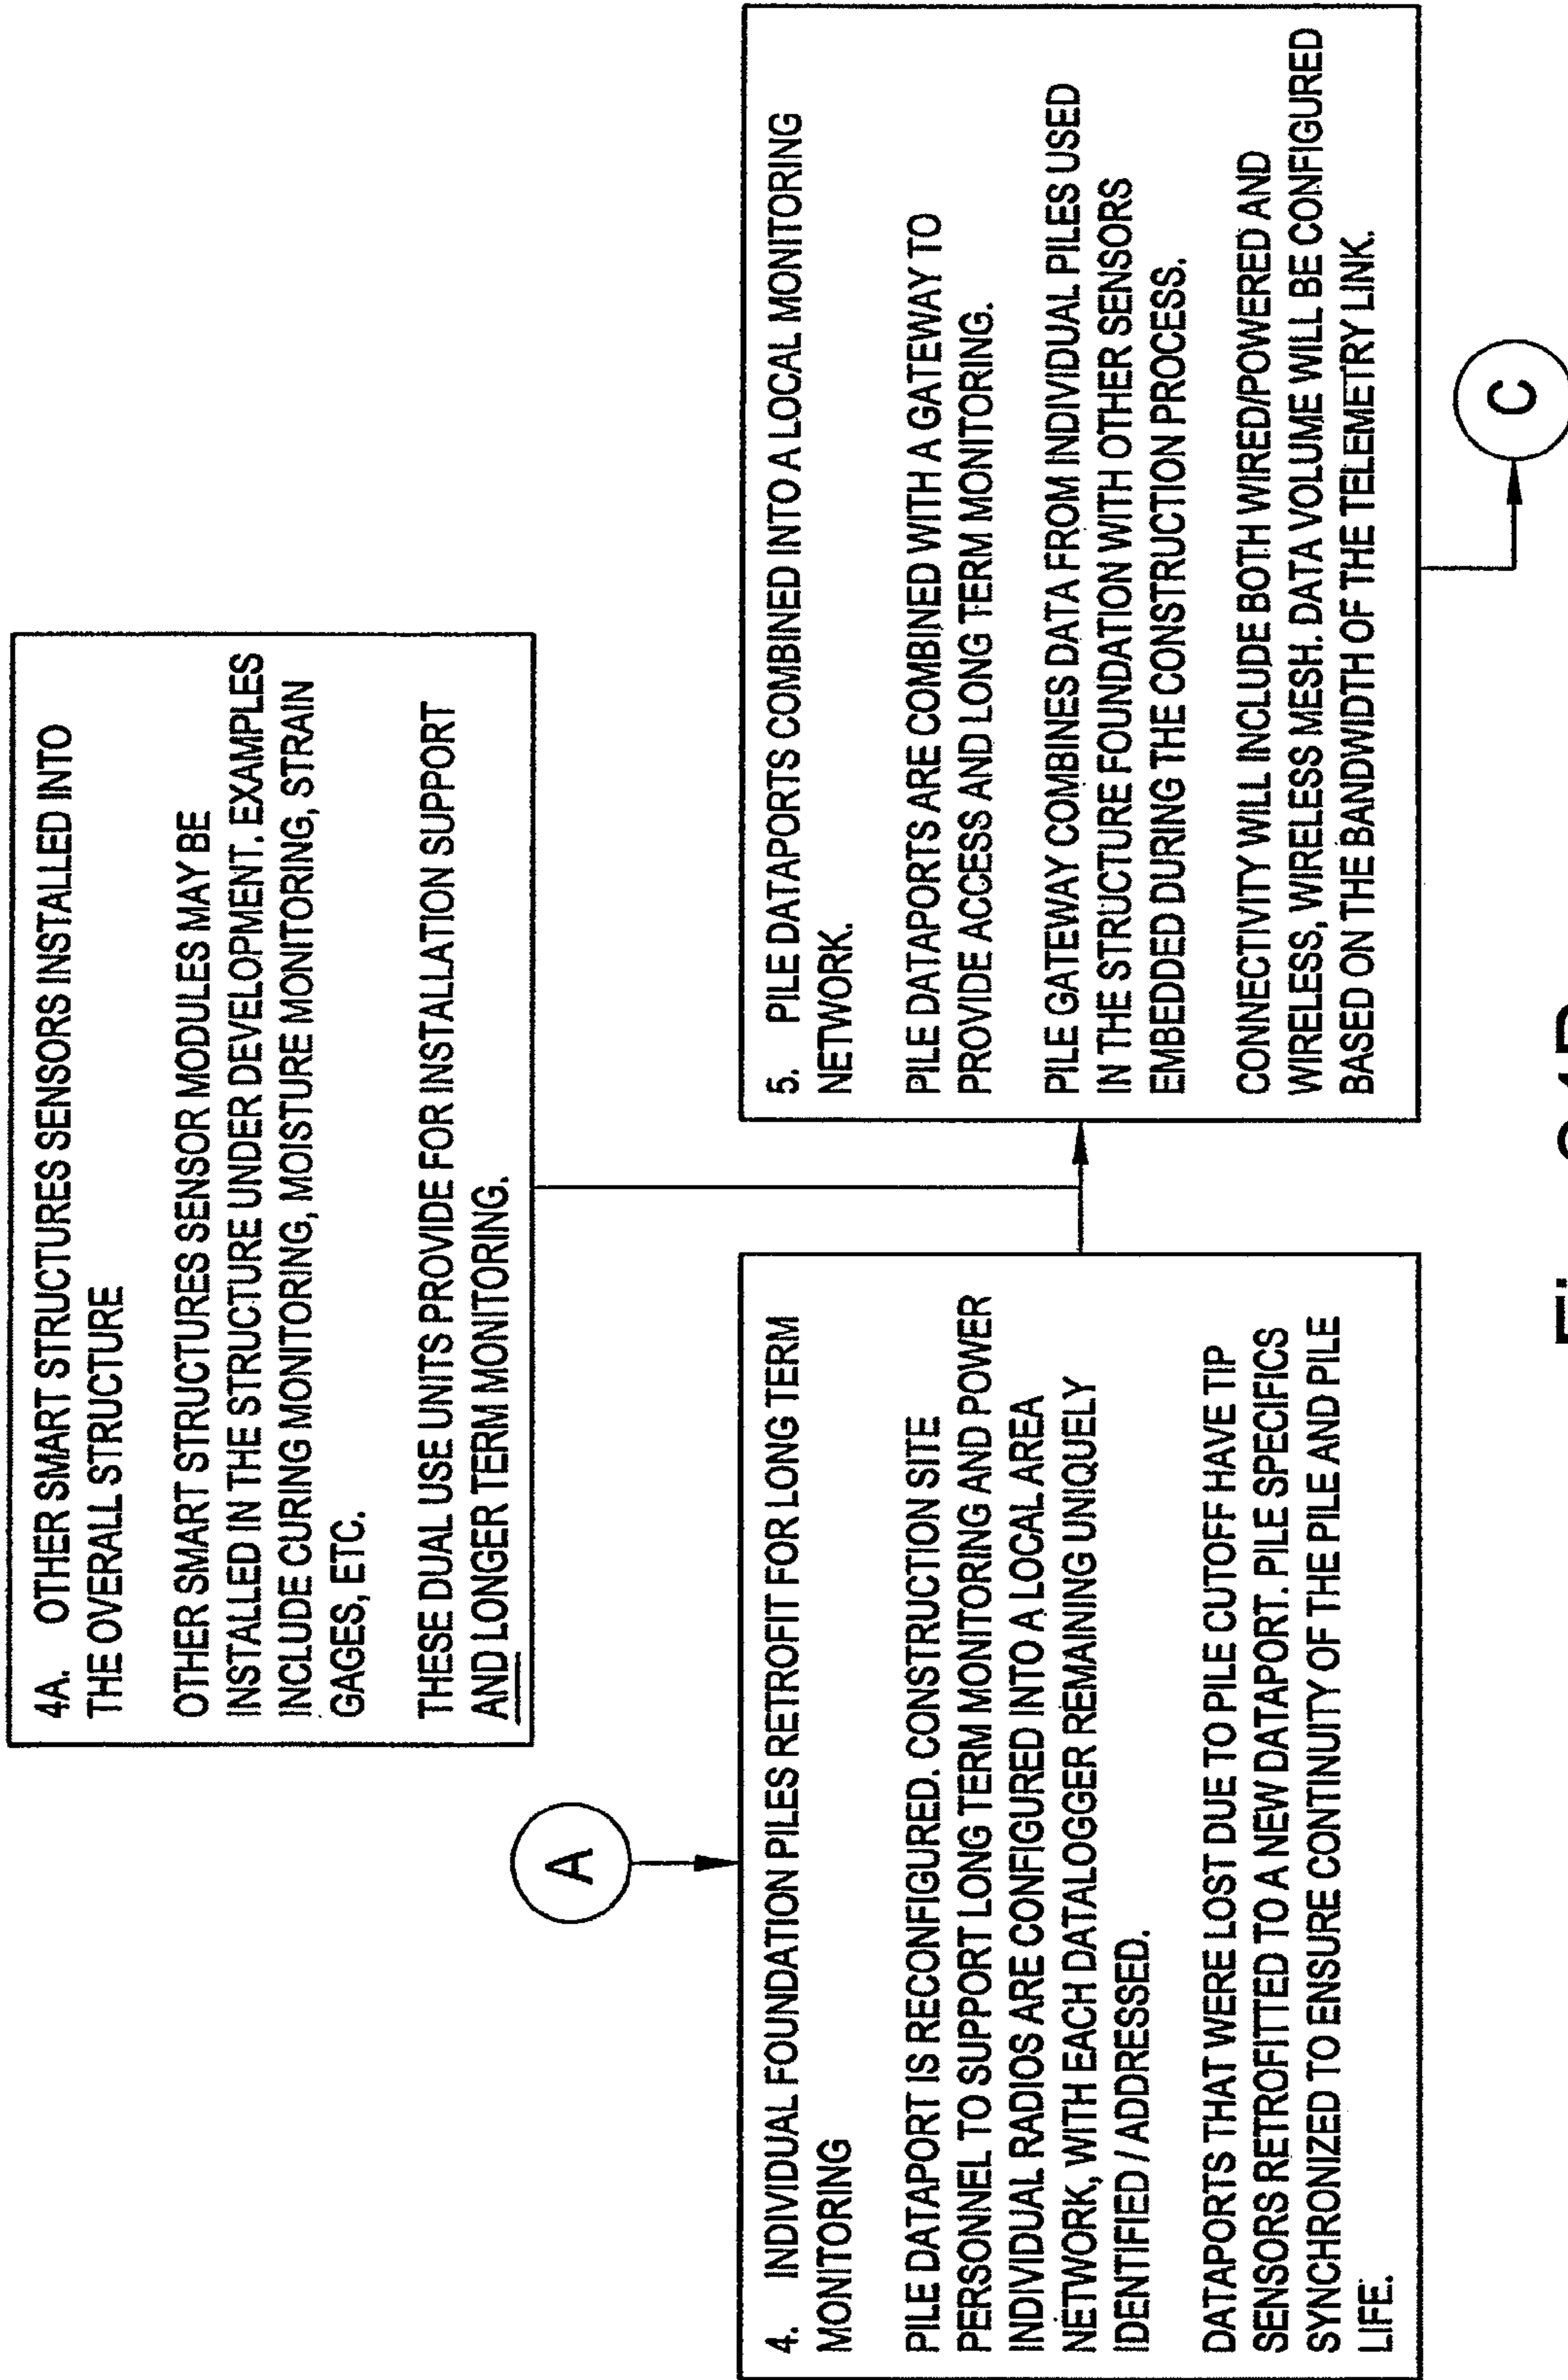 4A. OTHER SMART STRUCTURES SENSORS INSTALLED INTO
THE OVERALL STRUCTURE
OTHER SMART STRUCTURES SENSOR MODULES MAY BE
INSTALLED IN THE STRUCTURE UNDER DEVELOPMENT. EXAMPLES
INCLUDE CURING MONITORING, MOISTURE MONITORING, STRAIN
GAGES, ETC.
THESE DUAL USE UNITS PROVIDE FOR INSTALLATION SUPPORT
AND LONGER TERM MONITORING.
A
4. INDIVIDUAL FOUNDATION PILES RETROFIT FOR LONG TERM
MONITORING
PILE DATAPORT IS RECONFIGURED. CONSTRUCTION SITE
PERSONNEL TO SUPPORT LONG TERM MONITORING AND POWER
INDIVIDUAL RADIOS ARE CONFIGURED INTO A LOCAL AREA
NETWORK, WITH EACH DATALOGGER REMAINING UNIQUELY
IDENTIFIED / ADDRESSED.
DATAPORTS THAT WERE LOST DUE TO PILE CUTOFF HAVE TIP
SENSORS RETROFITTED TO A NEW DATAPORT. PILE SPECIFICS
SYNCHRONIZED TO ENSURE CONTINUITY OF THE PILE AND PILE
LIFE.
5. PILE DATAPORTS COMBINED INTO A LOCAL MONITORING
NETWORK.
PILE DATAPORTS ARE COMBINED WITH A GATEWAY TO
PROVIDE ACCESS AND LONG TERM MONITORING.
PILE GATEWAY COMBINES DATA FROM INDIVIDUAL PILES USED
IN THE STRUCTURE FOUNDATION WITH OTHER SENSORS
EMBEDDED DURING THE CONSTRUCTION PROCESS.
CONNECTIVITY WILL INCLUDE BOTH WIRED/POWERED AND
WIRELESS, WIRELESS MESH. DATA VOLUME WILL BE CONFIGURED
BASED ON THE BANDWIDTH OF THE TELEMETRY LINK.
C